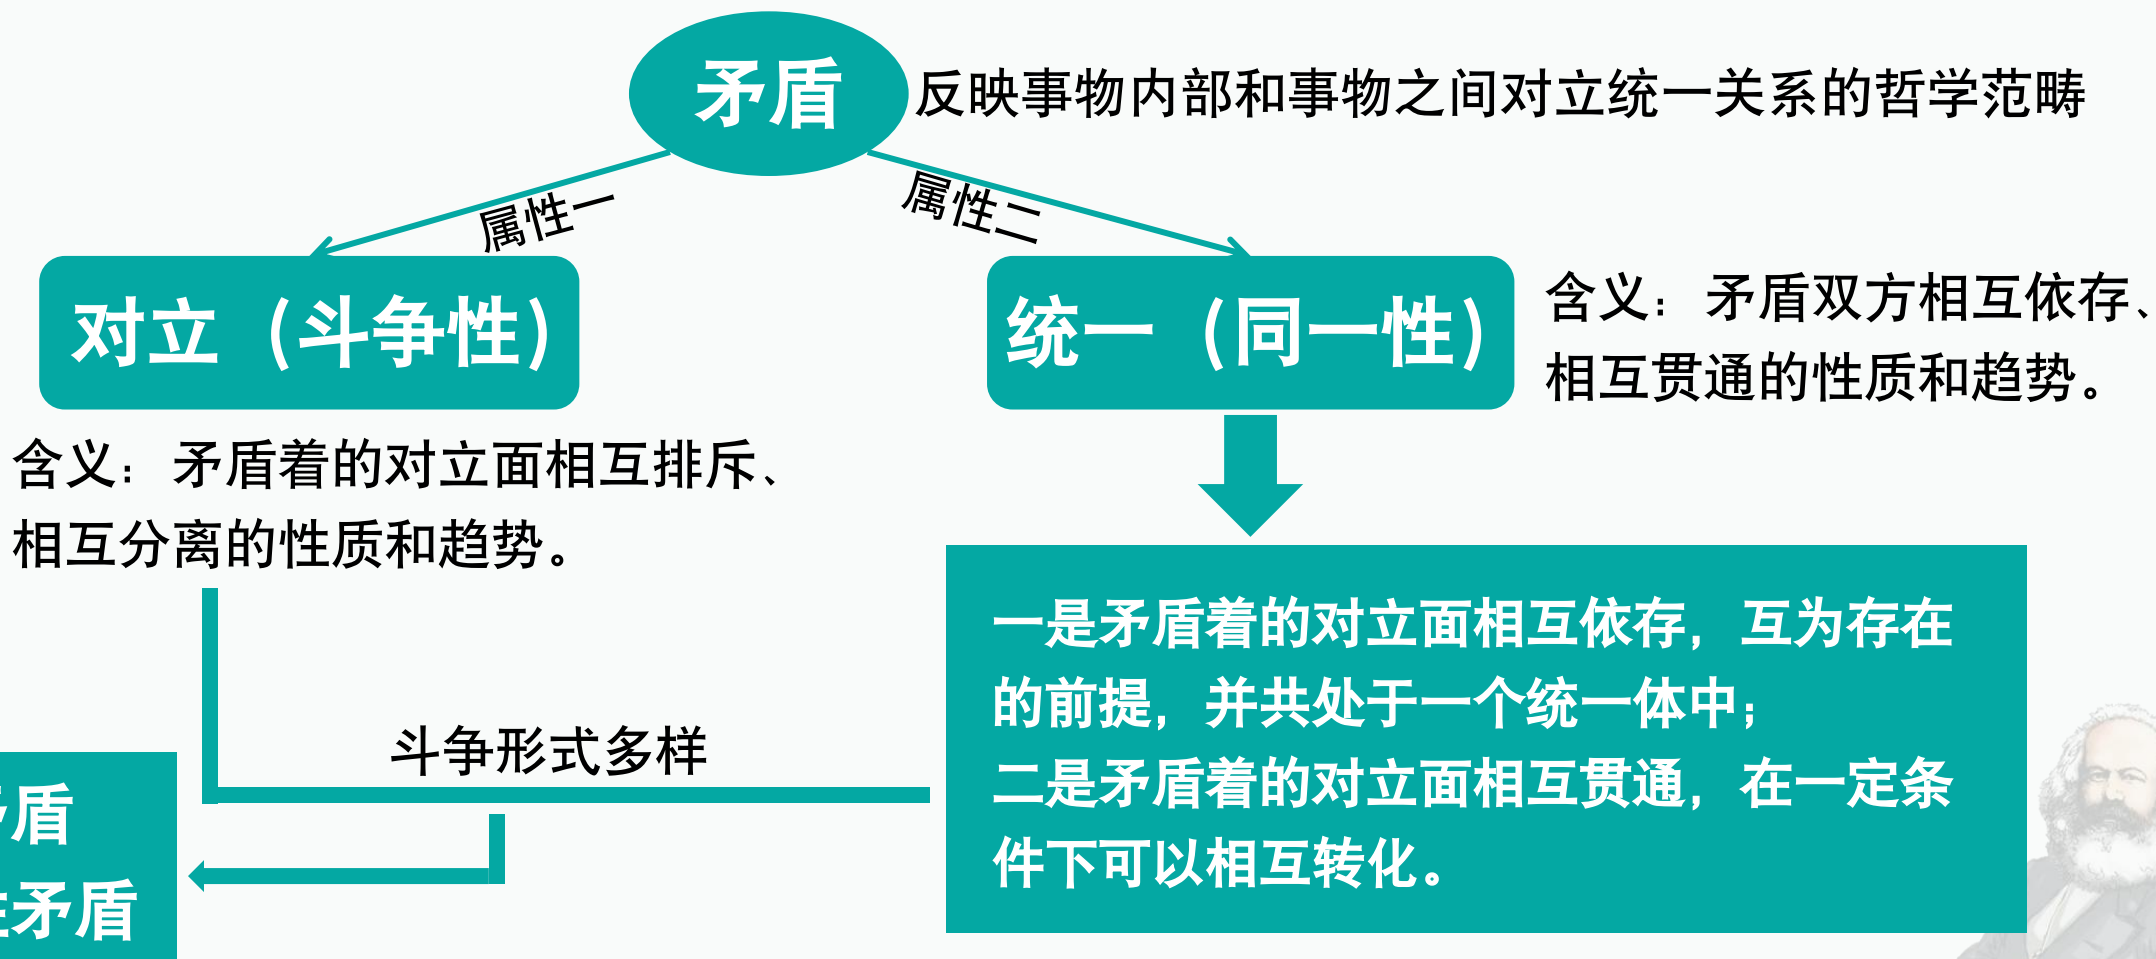 矛盾
反映事物内部和事物之间对立统一关系的哲学范畴
属性一
属性二
对立（斗争性）
统一（同一性）
含义：矛盾双方相互依存、
相互贯通的性质和趋势。
含义：矛盾着的对立面相互排斥、
相互分离的性质和趋势。
一是矛盾着的对立面相互依存，互为存在
的前提，并共处于一个统一体中；
二是矛盾着的对立面相互贯通，在一定条
件下可以相互转化。
斗争形式多样
矛盾
性矛盾